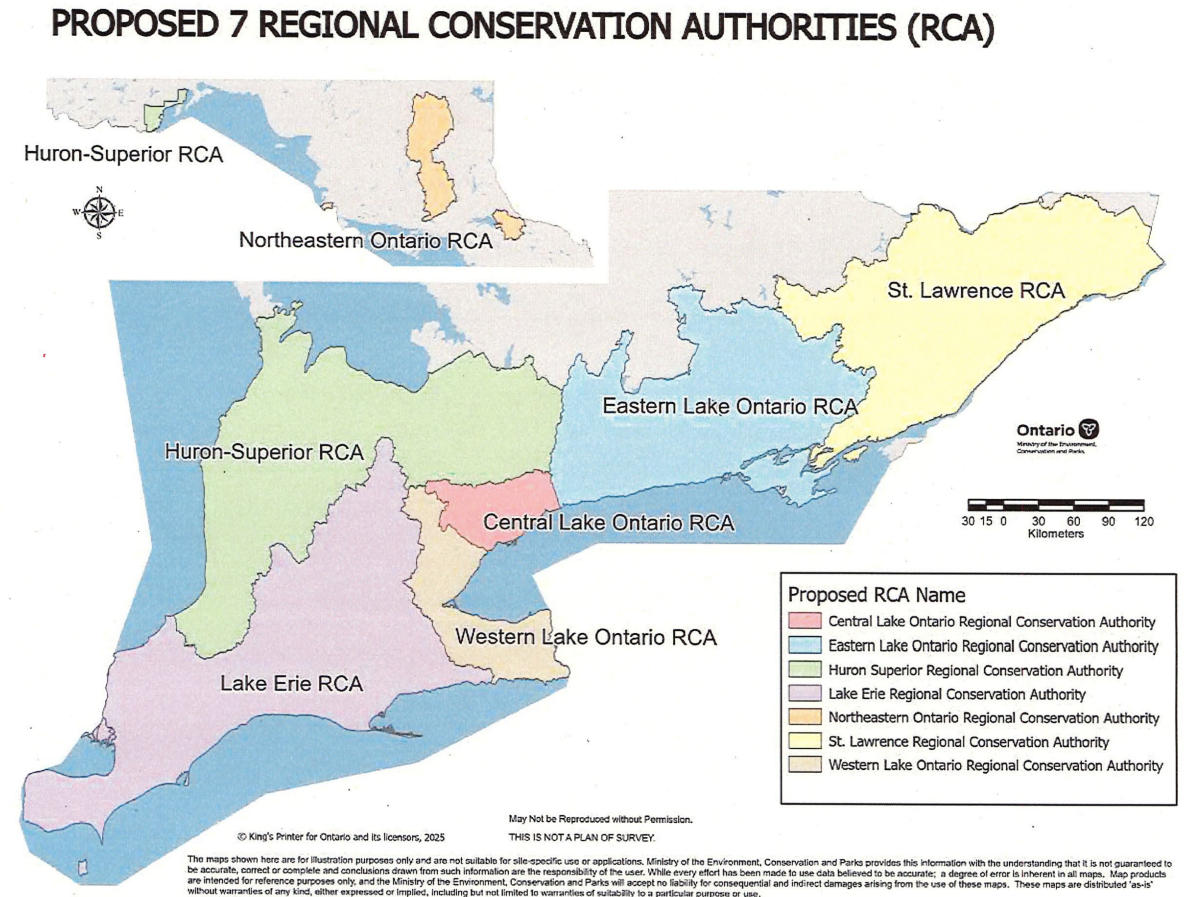 PROPOSED 7 REGIONAL CONSERVATION AUTHORITIES (RCA)
Huron-Superior RCA
N
W E
S
Northeastern Ontario RCA
St. Lawrence RCA
Eastern Lake Ontario RCA
Huron-Superior RCA
Central Lake Ontario RCA
Western Lake Ontario RCA
Lake Erie RCA
Ontario
Ministry of the Environment,
Conservation and Parks
30 15 0 30 60 90 120
Kilometers
Proposed RCA Name
Central Lake Ontario Regional Conservation Authority
Eastern Lake Ontario Regional Conservation Authority
Huron Superior Regional Conservation Authority
Lake Erie Regional Conservation Authority
Northeastern Ontario Regional Conservation Authority
St. Lawrence Regional Conservation Authority
Western Lake Ontario Regional Conservation Authority
May Not be Reproduced without Permission.
© King's Printer for Ontario and its licensors, 2025
THIS IS NOT A PLAN OF SURVEY.
The maps shown here are for illustration purposes only and are not suitable for site-specific use or applications. Ministry of the Environment, Conservation and Parks provides this information with the understanding that it is not guaranteed to
be accurate, correct or complete and conclusions drawn from such information are the responsibility of the user. While every effort has been made to use data believed to be accurate; a degree of error is inherent in all maps. Map products
are intended for reference purposes only, and the Ministry of the Environment, Conservation and Parks will accept no liability for consequential and indirect damages arising from the use of these maps. These maps are distributed 'as-is'
without warranties of any kind, either expressed or implied, including but not limited to warranties of suitability to a particular purpose or use.